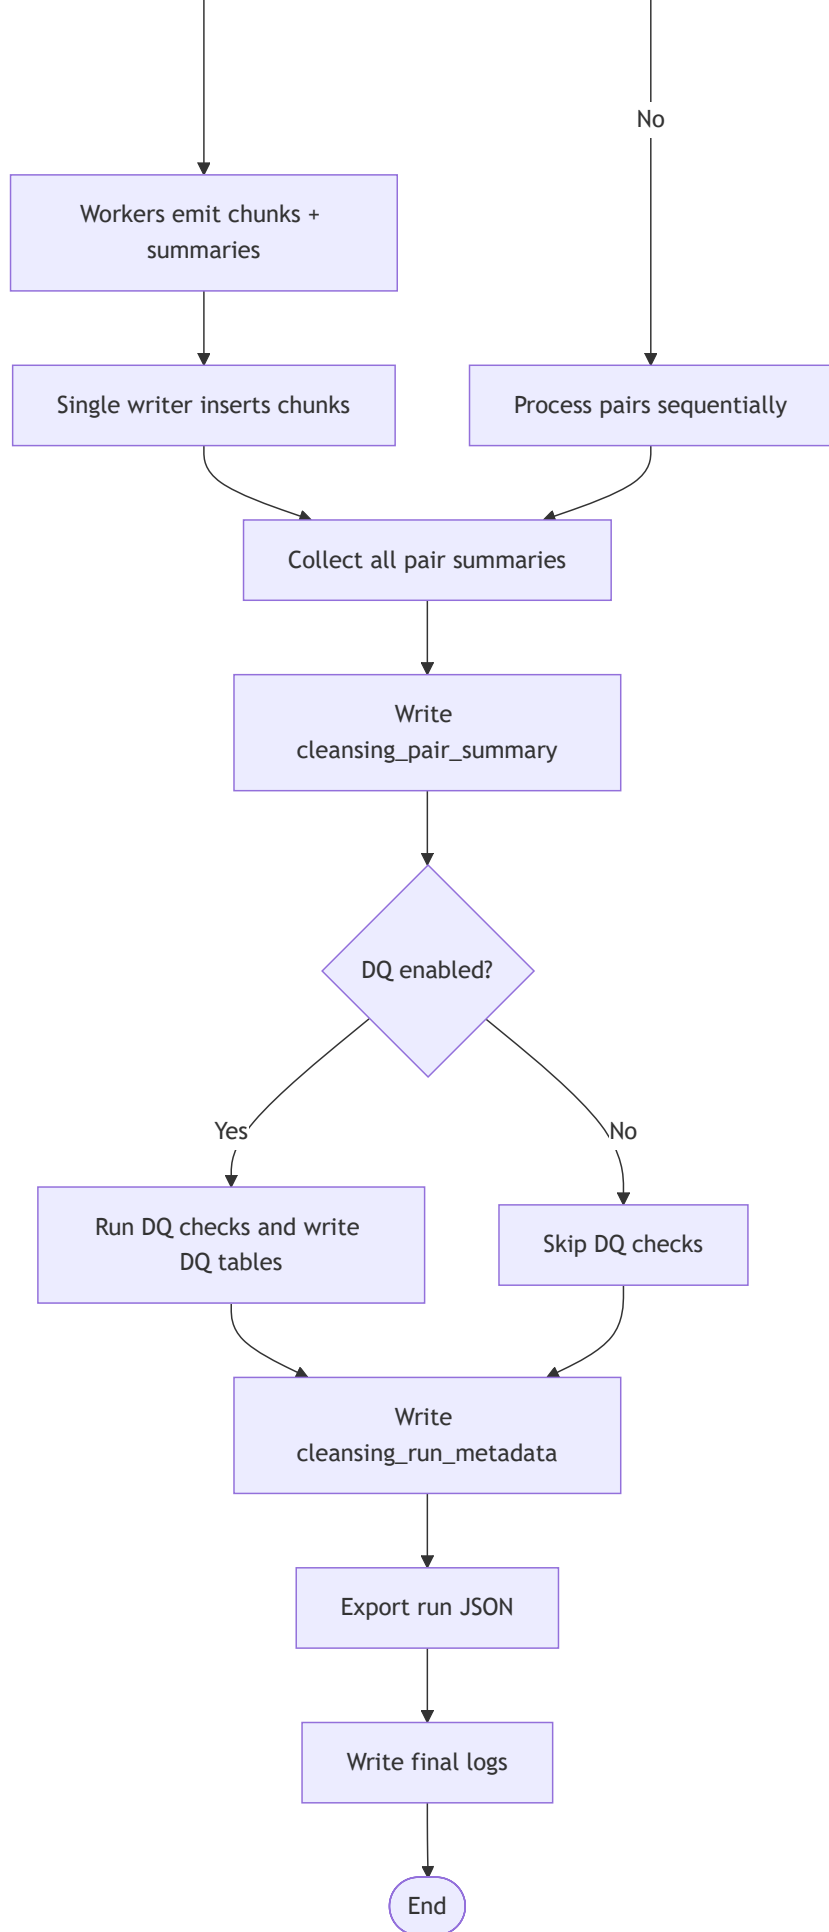 No
Workers emit chunks +
summaries
Single writer inserts chunks
Process pairs sequentially
Collect all pair summaries
Write
cleansing_pair_summary
DQ enabled?
Yes
No
Run DQ checks and write
DQ tables
Skip DQ checks
Write
cleansing_run_metadata
Export run JSON
Write final logs
End